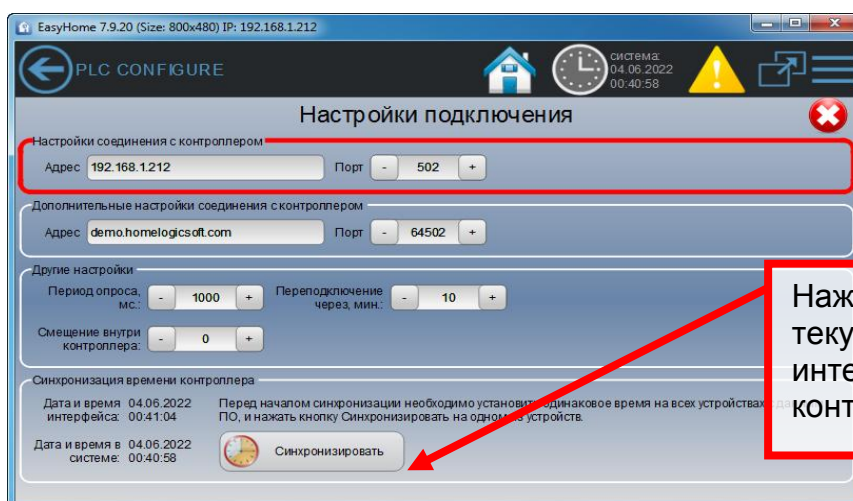 EasyHome 7.9.20 (Size: 800x480) IP: 192.168.1.212
PLC CONFIGURE
система:
04.06.2022
00:40:58
Настройки подключения
Настройки соединения с контроллером
Адрес 192.168.1.212 Порт - 502 +
Дополнительные настройки соединения с контроллером
Адрес demo.homelogicsoft.com Порт - 64502 +
Другие настройки
Период опроса, мс.: - 1000 + Переподключение через, мин.: - 10 +
Смещение внутри контроллера: - 0 +
Синхронизация времени контроллера
Дата и время интерфейса: 04.06.2022 00:41:04
Перед началом синхронизации необходимо установить одинаковое время на всех устройствах
ПО, и нажать кнопку Синхронизировать на одном из устройств.
Дата и время в системе: 04.06.2022 00:40:58
Синхронизировать
Наж
теку
инте
конт